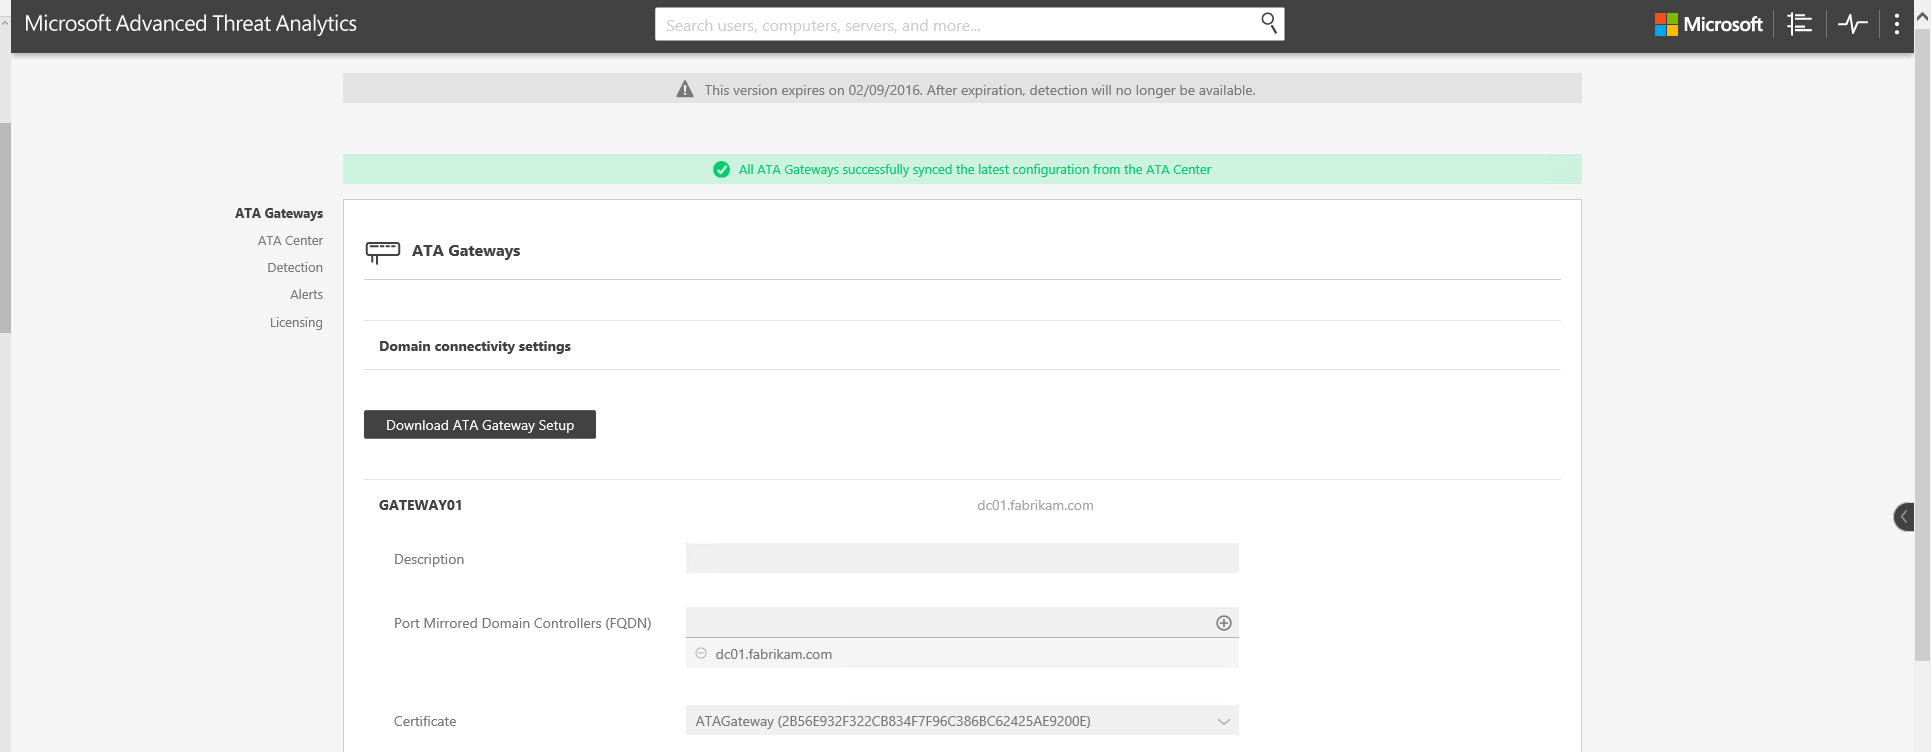 Microsoft Advanced Threat Analytics
Search users, computers, servers, and more...
Microsoft
This version expires on 02/09/2016. After expiration, detection will no longer be available.
All ATA Gateways successfully synced the latest configuration from the ATA Center
ATA Gateways
ATA Center
Detection
Alerts
Licensing
ATA Gateways
Domain connectivity settings
Download ATA Gateway Setup
GATEWAY01 dc01.fabrikam.com
Description
Port Mirrored Domain Controllers (FQDN)
dc01.fabrikam.com
Certificate ATAGateway (2B56E932F322CB834F7F96C386BC62425AE9200E)